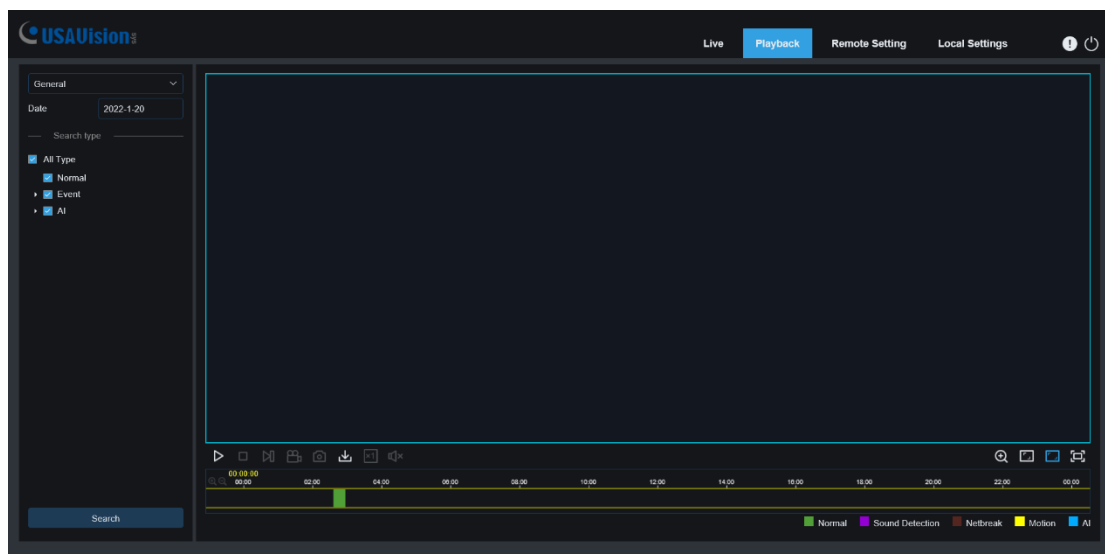 USAVision
Live Playback Remote Setting Local Settings
General
Date 2022-1-20
Search type
All Type
Normal
Event
AI
Search
x1
00:00:00
00:00 02:00 04:00 06:00 08:00 10:00 12:00 14:00 16:00 18:00 20:00 22:00 00:00
Normal Sound Detection Netbreak Motion AI